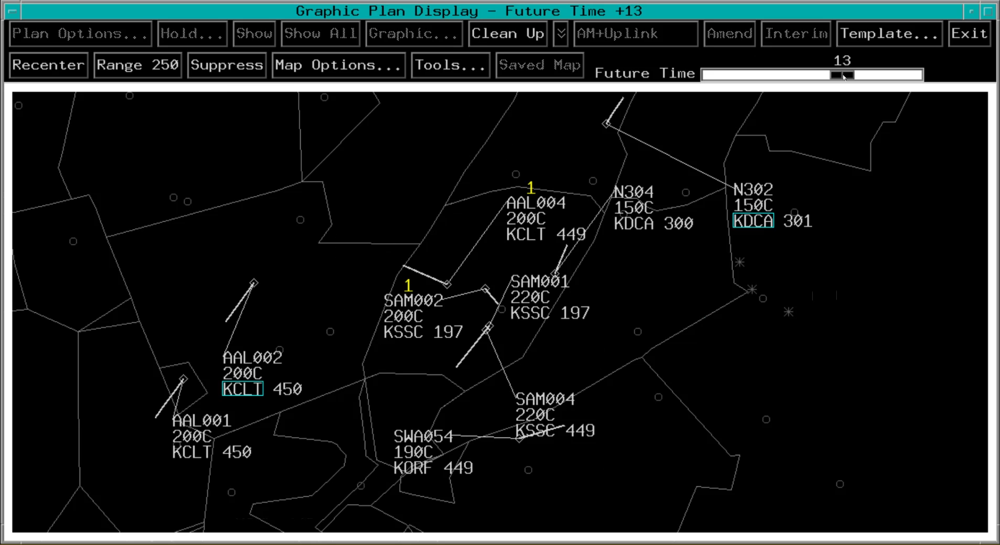 Graphic Plan Display - Future Time +13
Plan Options... Hold... Show Show All Graphic... Clean Up AM+Uplink Amend Interim Template... Exit
Recenter Range 250 Suppress Map Options... Tools... Saved Map Future Time 13
1
AAL004
200C
KCLT 449
N304
150C
KDCA 300
N302
150C
KDCA 301
1
SAM002
200C
KSSC 197
SAM001
220C
KSSC 197
AAL002
200C
KCLT 450
AAL001
200C
KCLT 450
SAM004
220C
KSSC 449
SWA054
190C
KORF 449